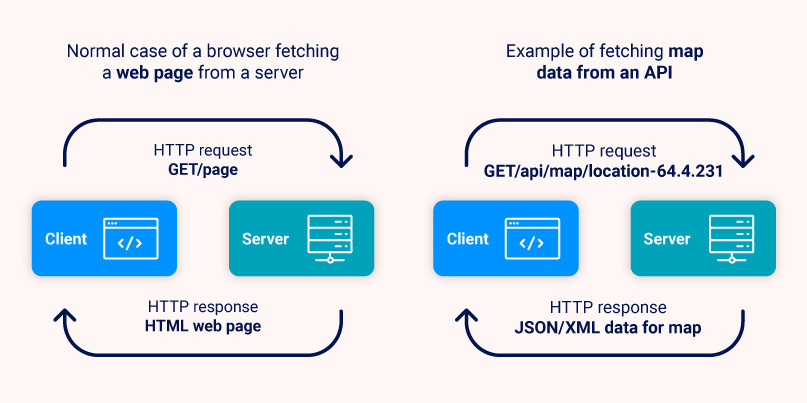 Normal case of a browser fetching
a web page from a server
HTTP request
GET/page
Client
</>
Server
HTTP response
HTML web page
Example of fetching map
data from an API
HTTP request
GET/api/map/location-64.4.231
Client
</>
Server
HTTP response
JSON/XML data for map